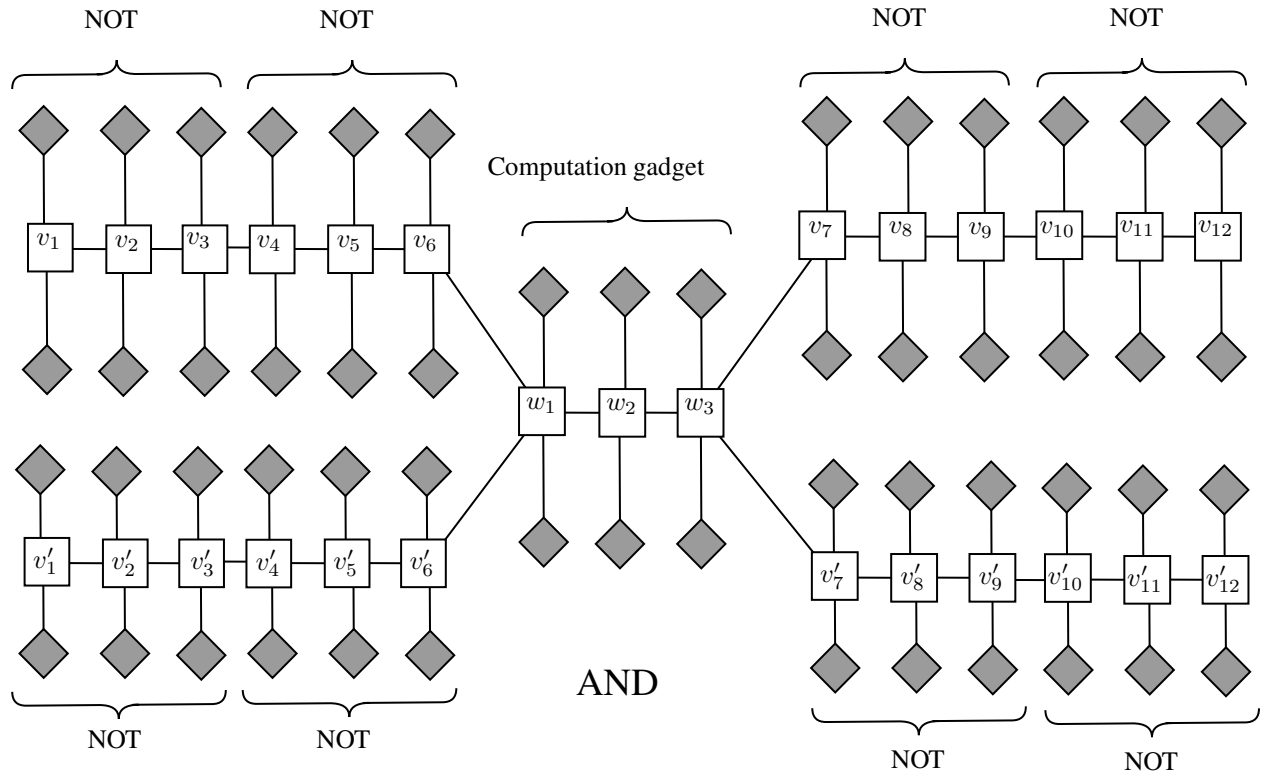 NOT NOT NOT NOT
Computation gadget
v₁ v₂ v₃ v₄ v₅ v₆ v₇ v₈ v₉ v₁₀ v₁₁ v₁₂
w₁ w₂ w₃
v′₁ v′₂ v′₃ v′₄ v′₅ v′₆ v′₇ v′₈ v′₉ v′₁₀ v′₁₁ v′₁₂
AND
NOT NOT NOT NOT